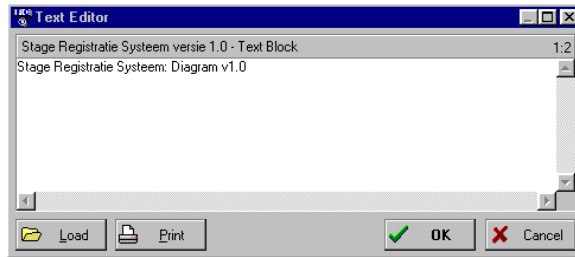 Text Editor
Stage Registratie Systeem versie 1.0 - Text Block 1:2
Stage Registratie Systeem: Diagram v1.0
Load Print OK Cancel